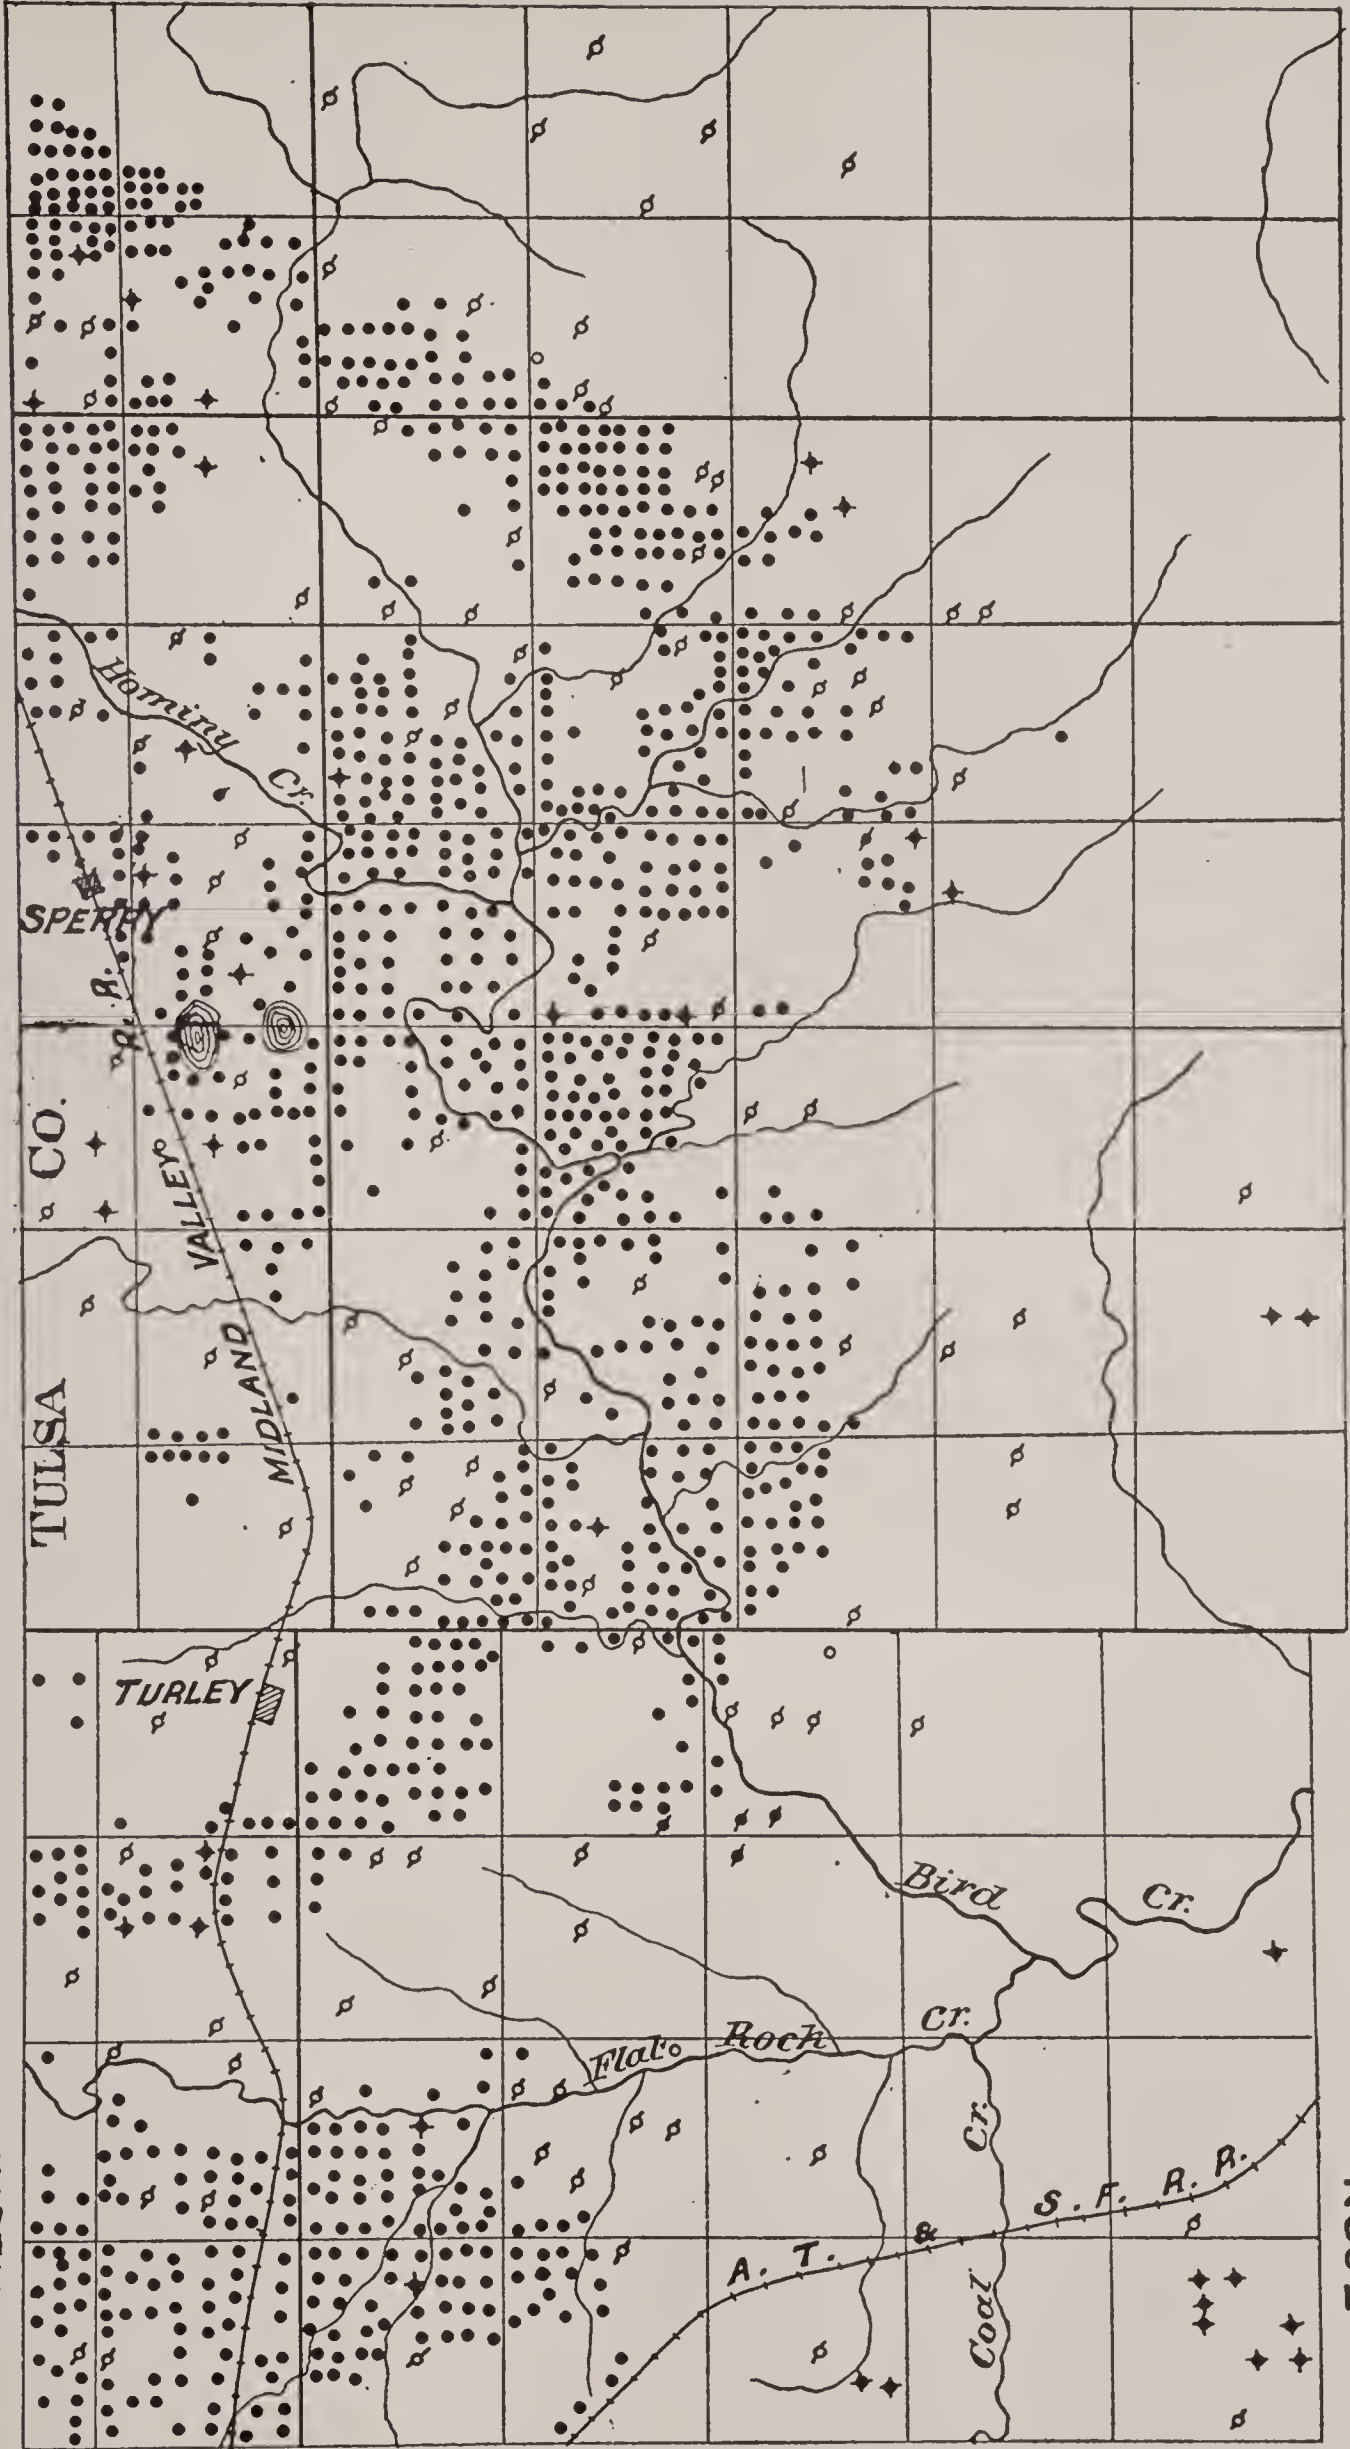 Hominy Cr.
SPERRY
MIDLAND VALLEY R. R.
TULSA CO.
TURLEY
Bird Cr.
Flat Rock Cr.
Coal Cr.
A. T. & S. F. R. R.